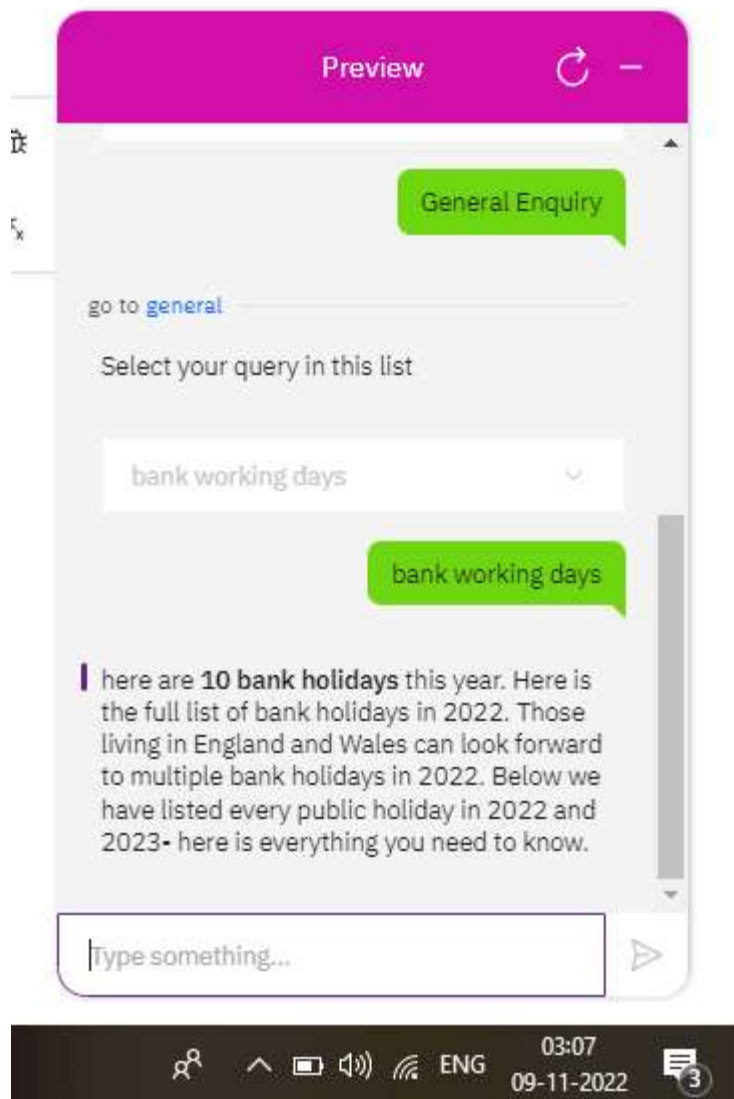 Preview
General Enquiry
go to general
Select your query in this list
bank working days
bank working days
here are 10 bank holidays this year. Here is
the full list of bank holidays in 2022. Those
living in England and Wales can look forward
to multiple bank holidays in 2022. Below we
have listed every public holiday in 2022 and
2023- here is everything you need to know.
Type something...
ENG
03:07
09-11-2022
3